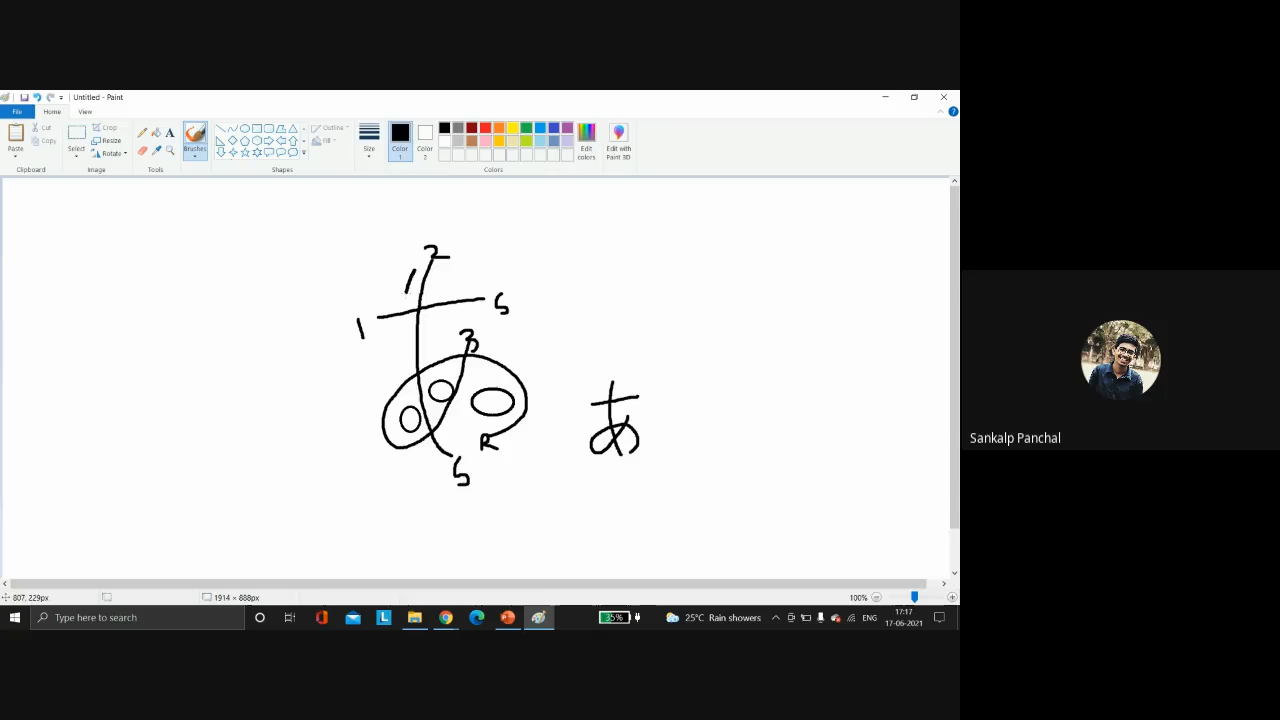 Untitled - Paint
File Home View
Cut
Copy
Paste
Clipboard
Select
Crop
Resize
Rotate
Image
A
Tools
Brushes
Outline
Fill
Shapes
Size
Color 1
Color 2
Edit colors
Colors
Edit with Paint 3D
2
1
5
1
3
R
5
あ
Sankalp Panchal
807, 229px
1914 × 888px
100%
Type here to search
L
35%
25°C Rain showers
ENG
17:17
17-06-2021